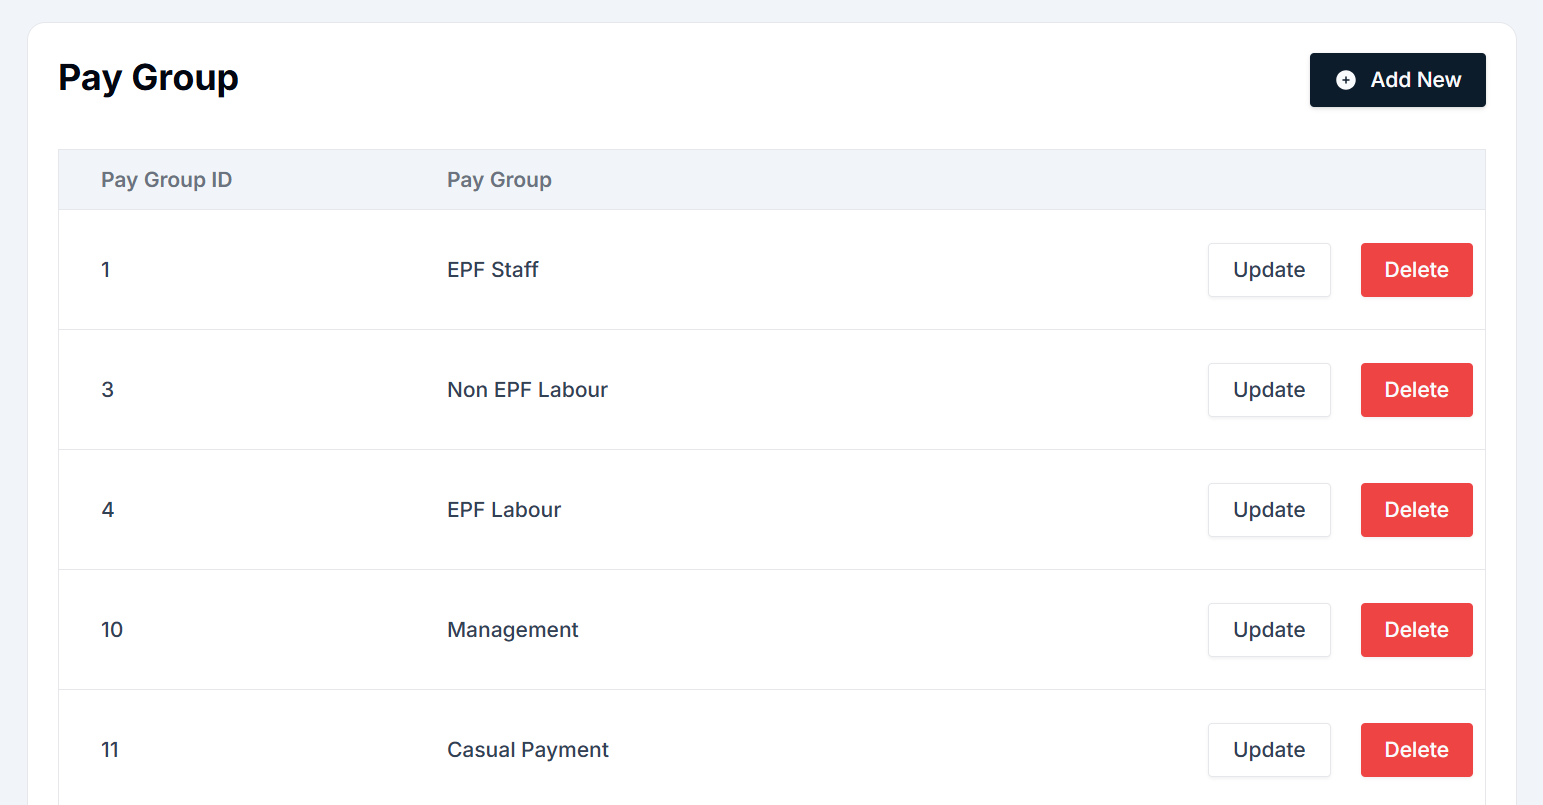 Pay Group
Add New
Pay Group ID Pay Group
1 EPF Staff Update Delete
3 Non EPF Labour Update Delete
4 EPF Labour Update Delete
10 Management Update Delete
11 Casual Payment Update Delete